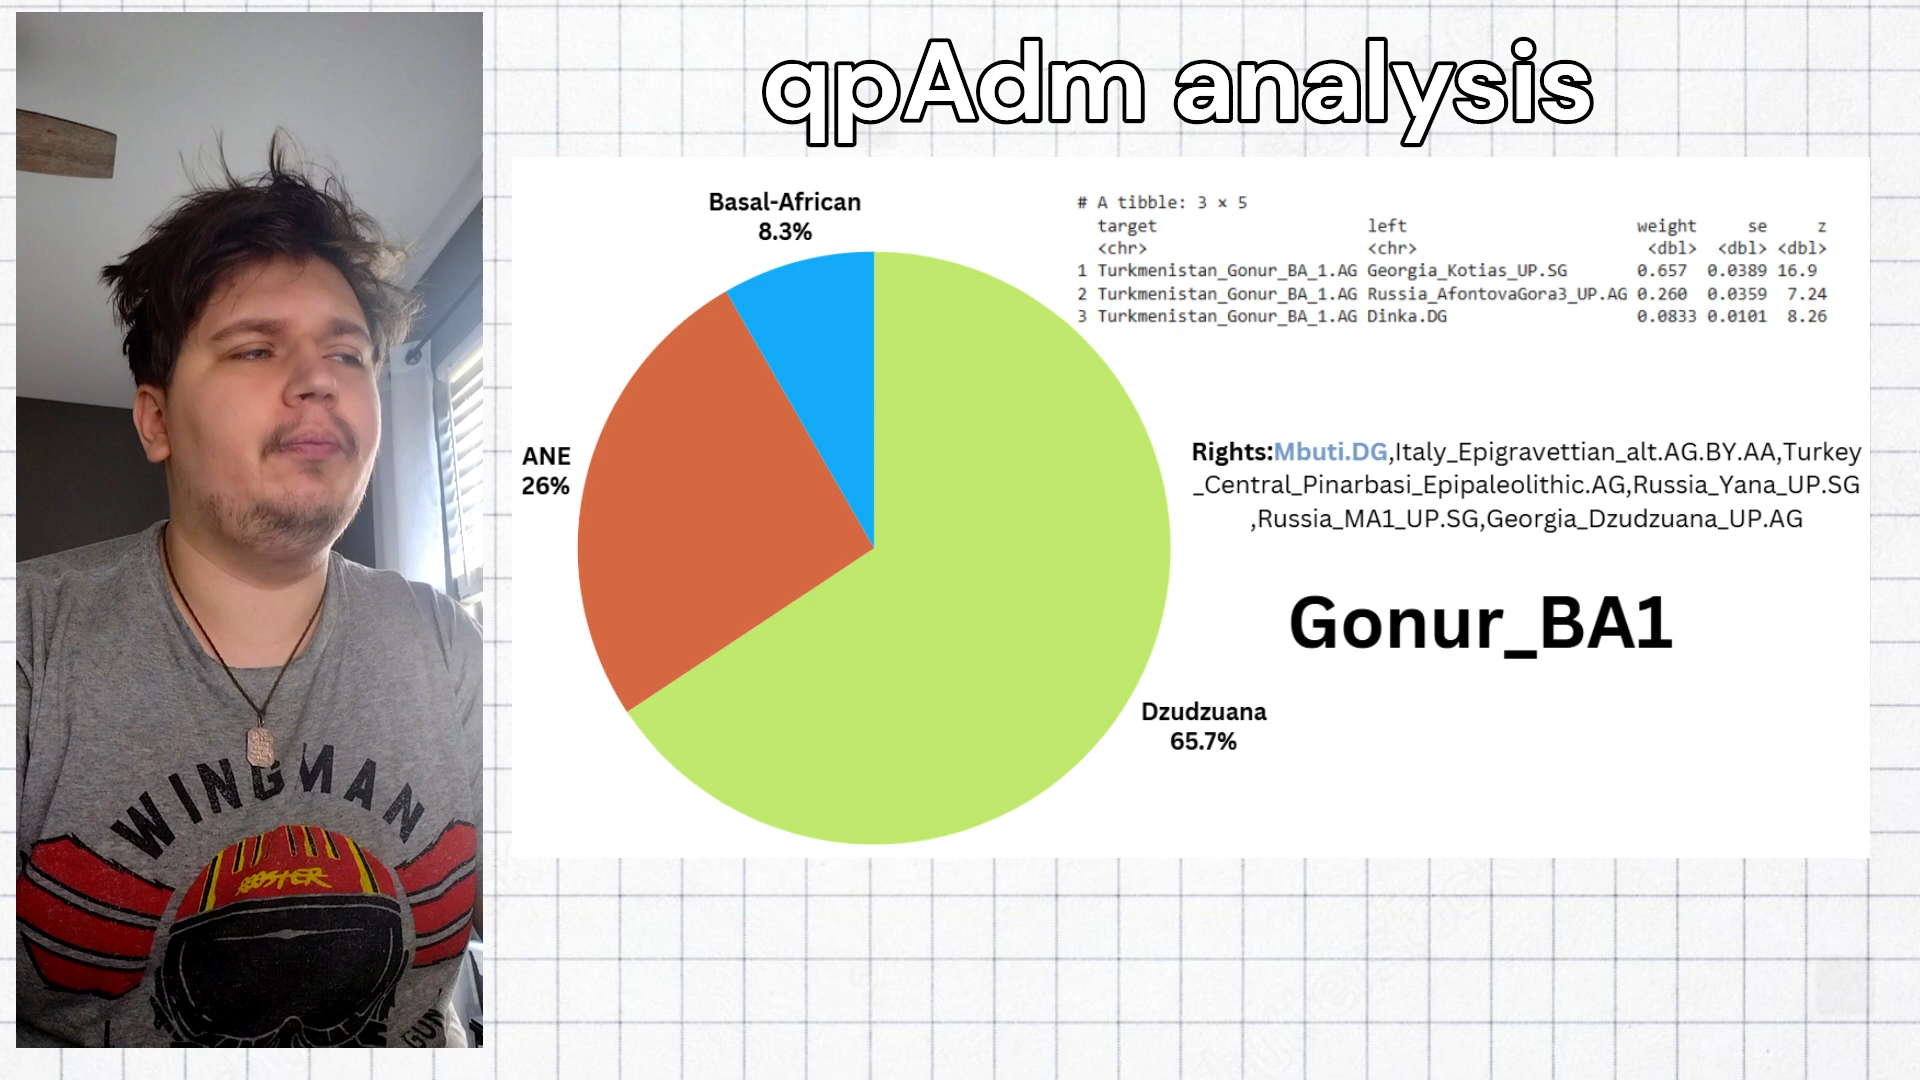 qpAdm analysis
Basal-African
8.3%
# A tibble: 3 × 5
target left weight se z
<chr> <chr> <dbl> <dbl> <dbl>
1 Turkmenistan_Gonur_BA_1.AG Georgia_Kotias_UP.SG 0.657 0.0389 16.9
2 Turkmenistan_Gonur_BA_1.AG Russia_AfontovaGora3_UP.AG 0.260 0.0359 7.24
3 Turkmenistan_Gonur_BA_1.AG Dinka.DG 0.0833 0.0101 8.26
ANE
26%
Rights:Mbuti.DG,Italy_Epigravettian_alt.AG.BY.AA,Turkey
_Central_Pinarbasi_Epipaleolithic.AG,Russia_Yana_UP.SG
,Russia_MA1_UP.SG,Georgia_Dzudzuana_UP.AG
Gonur_BA1
Dzudzuana
65.7%
WINGMAN
ROOSTER
GUN